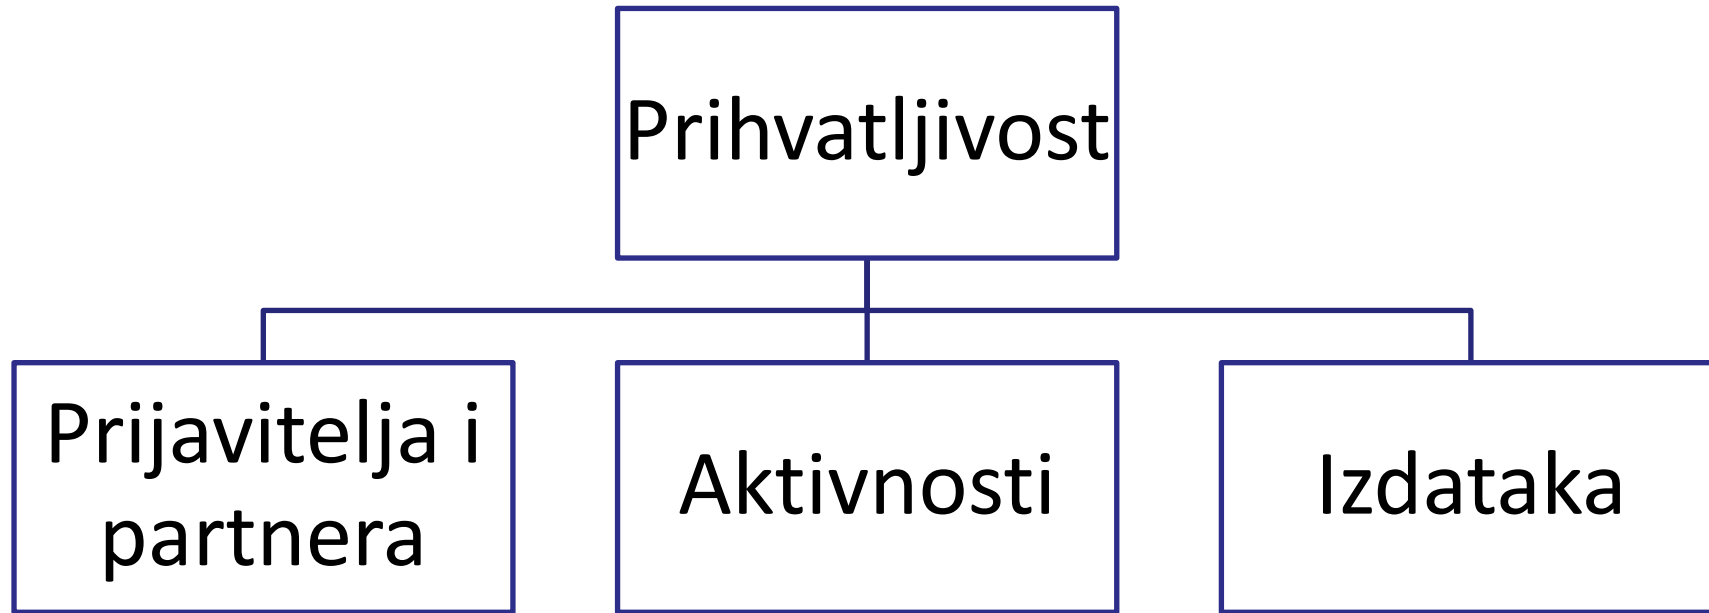 Prihvatljivost
Prijavitelja i
partnera
Aktivnosti
Izdataka